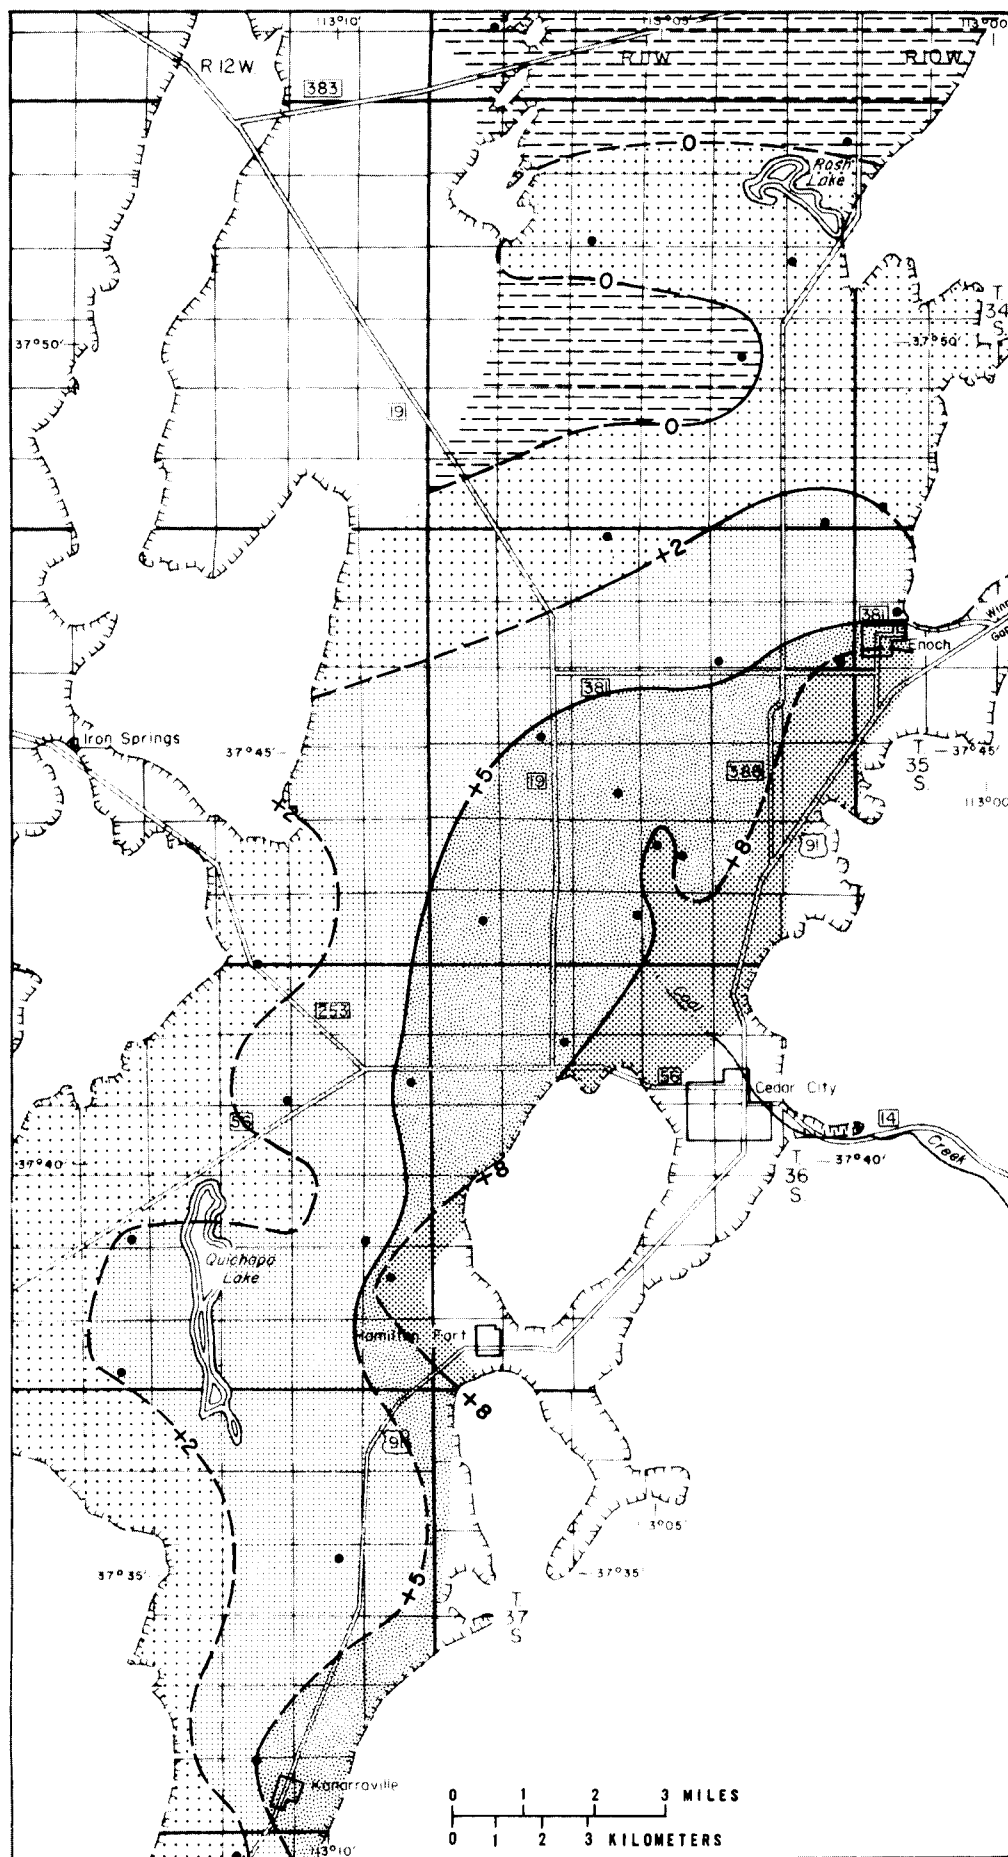 113°10'
113°05'
113°00'
R12W
R11W
R10W
383
0
Rush
Lake
0
T.
34
S.
37°50'
37°50'
19
0
+2
381
Enoch
381
Iron Springs
37°45'
T.
35
S.
37°45'
+5
19
388
113°00'
+2
91
+8
253
Coal
56
Cedar City
14
Creek
56
37°40'
+8
T.
36
S
37°40'
Quichapa
Lake
Hamilton Fort
+8
+2
91
113°05'
37°35'
37°35'
+5
T.
37
S
Kanarraville
0 1 2 3 MILES
0 1 2 3 KILOMETERS
113°10'